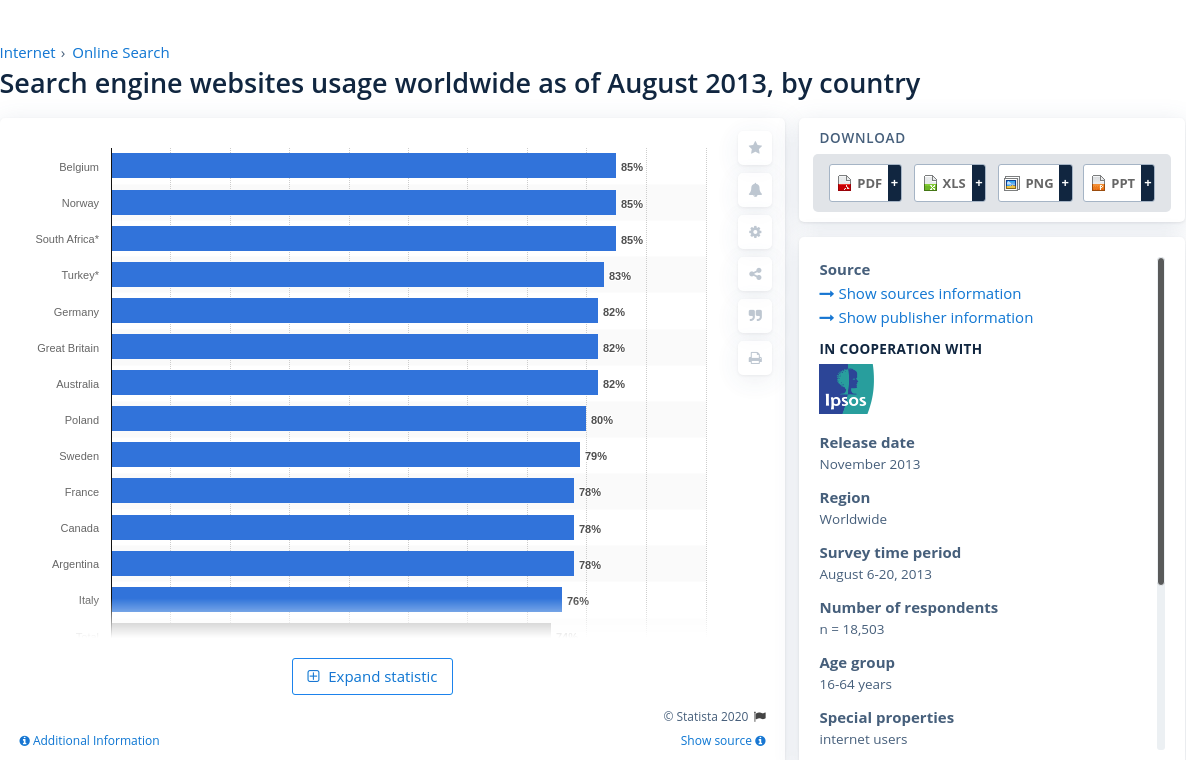 Internet › Online Search
Search engine websites usage worldwide as of August 2013, by country
Belgium 85%
Norway 85%
South Africa* 85%
Turkey* 83%
Germany 82%
Great Britain 82%
Australia 82%
Poland 80%
Sweden 79%
France 78%
Canada 78%
Argentina 78%
Italy 76%
Expand statistic
© Statista 2020
Additional Information
Show source
DOWNLOAD
PDF + XLS + PNG + PPT +
Source
Show sources information
Show publisher information
IN COOPERATION WITH
Ipsos
Release date
November 2013
Region
Worldwide
Survey time period
August 6-20, 2013
Number of respondents
n = 18,503
Age group
16-64 years
Special properties
internet users